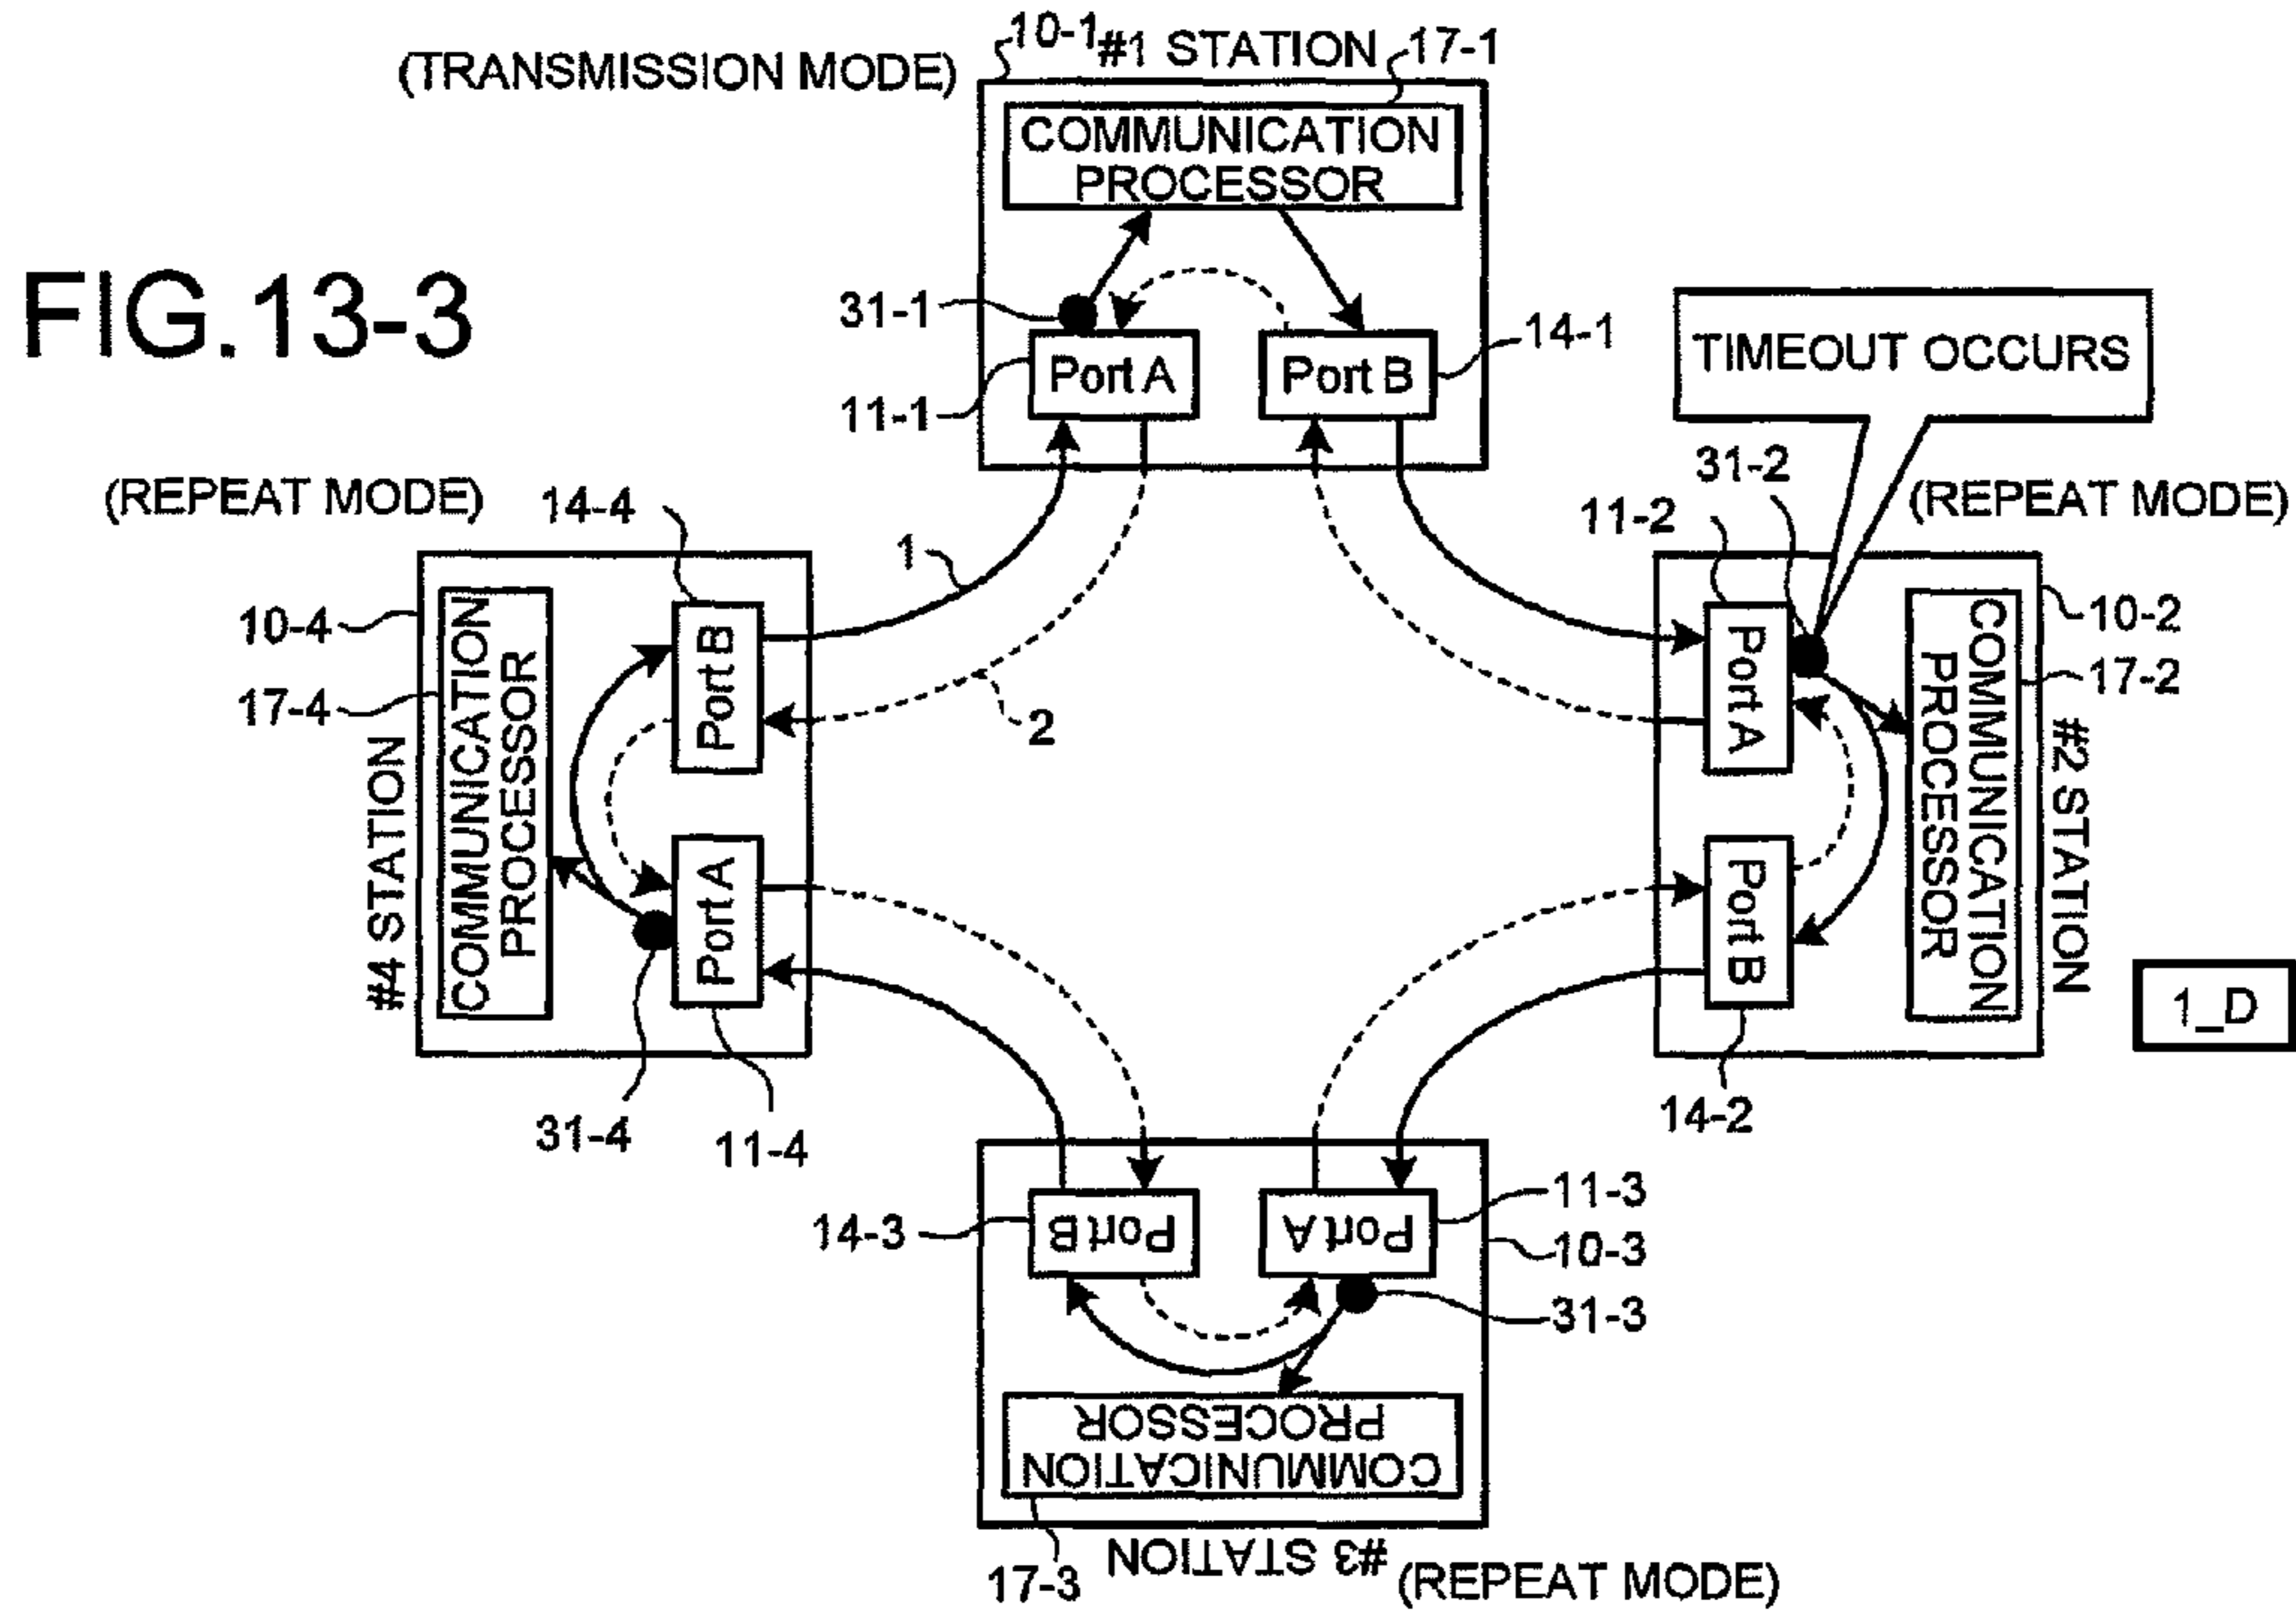 FIG.13-3
(TRANSMISSION MODE)
10-1
#1 STATION
17-1
COMMUNICATION
PROCESSOR
31-1
Port A
11-1
Port B
14-1
TIMEOUT OCCURS
(REPEAT MODE)
14-4
1
2
10-4
17-4
#4 STATION
COMMUNICATION
PROCESSOR
Port B
Port A
31-4
11-4
31-2
11-2
(REPEAT MODE)
10-2
17-2
Port A
Port B
COMMUNICATION
PROCESSOR
#2 STATION
14-2
1_D
14-3
Port B
Port A
11-3
10-3
31-3
COMMUNICATION
PROCESSOR
17-3
#3 STATION
(REPEAT MODE)